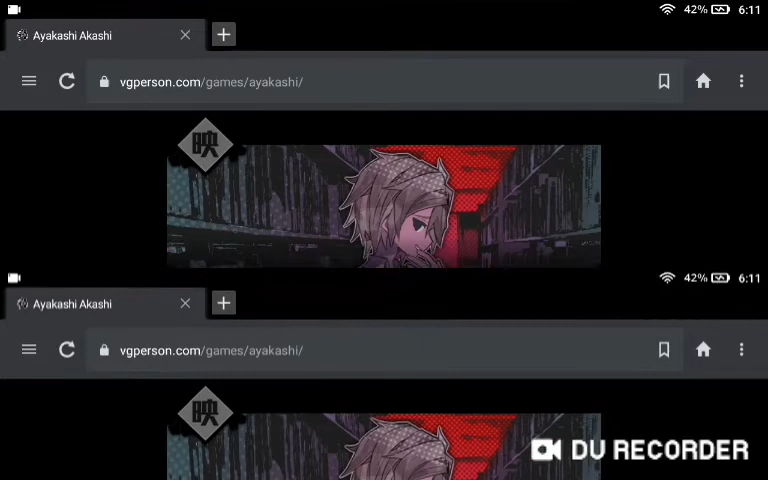 42% 6:11
Ayakashi Akashi
vgperson.com/games/ayakashi/
映
42% 6:11
Ayakashi Akashi
vgperson.com/games/ayakashi/
映
DU RECORDER